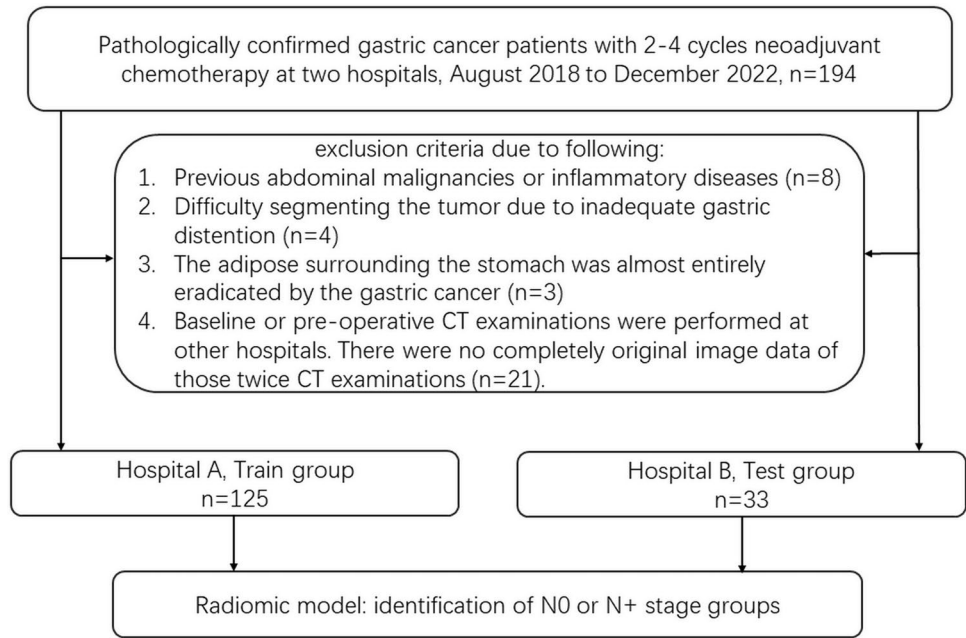 Pathologically confirmed gastric cancer patients with 2-4 cycles neoadjuvant
chemotherapy at two hospitals, August 2018 to December 2022, n=194
exclusion criteria due to following:
1. Previous abdominal malignancies or inflammatory diseases (n=8)
2. Difficulty segmenting the tumor due to inadequate gastric
distention (n=4)
3. The adipose surrounding the stomach was almost entirely
eradicated by the gastric cancer (n=3)
4. Baseline or pre-operative CT examinations were performed at
other hospitals. There were no completely original image data of
those twice CT examinations (n=21).
Hospital A, Train group
n=125
Hospital B, Test group
n=33
Radiomic model: identification of N0 or N+ stage groups